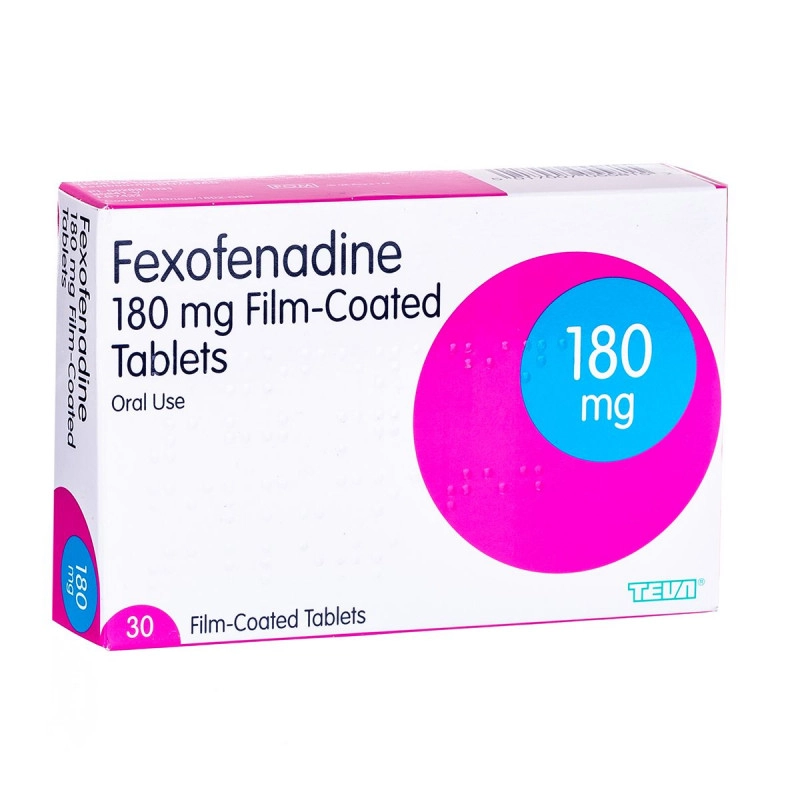 Fexofenadine
180 mg Film-Coated
Tablets
Oral Use
180
mg
TEVA®
30 Film-Coated Tablets
Fexofenadine
180 mg Film-Coated
Tablets
180
mg